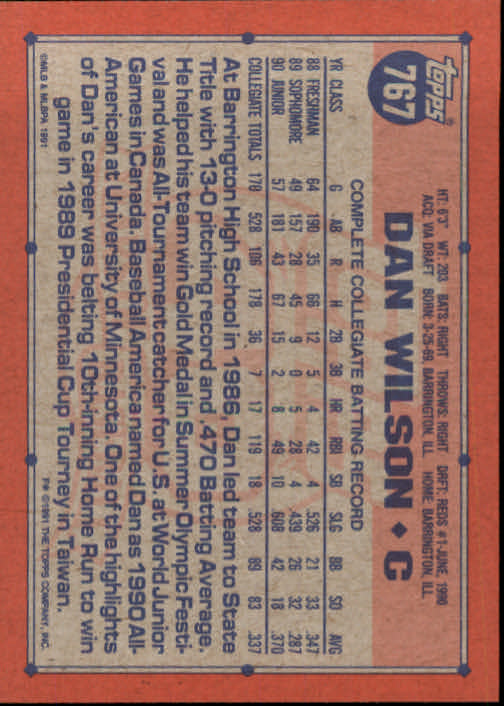 topps®
767
HT: 6'3" WT: 203 BATS: RIGHT THROWS: RIGHT DRAFT: REDS #1-JUNE, 1990
ACQ: VIA DRAFT BORN: 3-25-69, BARRINGTON, ILL. HOME: BARRINGTON, ILL.
DAN WILSON ♦ C
COMPLETE COLLEGIATE BATTING RECORD
YR CLASS G AB R H 2B 3B HR RBI SB SLG BB SO AVG
88 FRESHMAN 64 190 35 66 12 5 4 42 4 .526 21 33 .347
89 SOPHOMORE 49 157 28 45 9 0 5 28 4 .439 26 32 .287
90 JUNIOR 57 181 43 67 15 2 8 49 10 .608 42 18 .370
COLLEGIATE TOTALS 178 528 106 178 36 7 17 119 18 .528 89 83 .337
At Barrington High School in 1986, Dan led team to State
Title with 13-0 pitching record and .470 Batting Average.
He helped his team win Gold Medal in Summer Olympic Festi-
val and was All-Tournament catcher for U.S. at World Junior
Games in Canada. Baseball America named Dan as 1990 All-
American at University of Minnesota. One of the highlights
of Dan's career was belting 10th-inning Home Run to win
game in 1989 Presidential Cup Tourney in Taiwan.
©MLB & MLBPA 1991
TM ©1991 THE TOPPS COMPANY, INC.